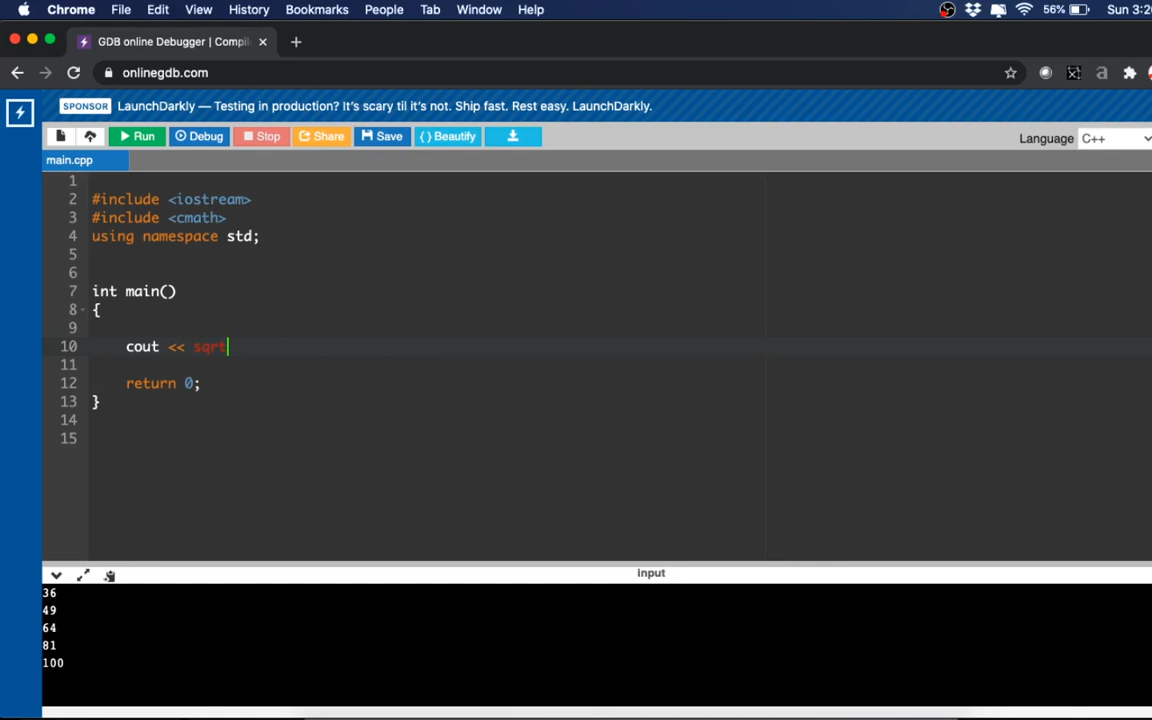 Chrome File Edit View History Bookmarks People Tab Window Help 56% Sun 3:20
GDB online Debugger | Compil
onlinegdb.com
SPONSOR LaunchDarkly — Testing in production? It's scary til it's not. Ship fast. Rest easy. LaunchDarkly.
Run Debug Stop Share Save { } Beautify Language C++
main.cpp
1
2 #include <iostream>
3 #include <cmath>
4 using namespace std;
5
6
7 int main()
8 {
9
10 cout << sqrt
11
12 return 0;
13 }
14
15
input
36
49
64
81
100